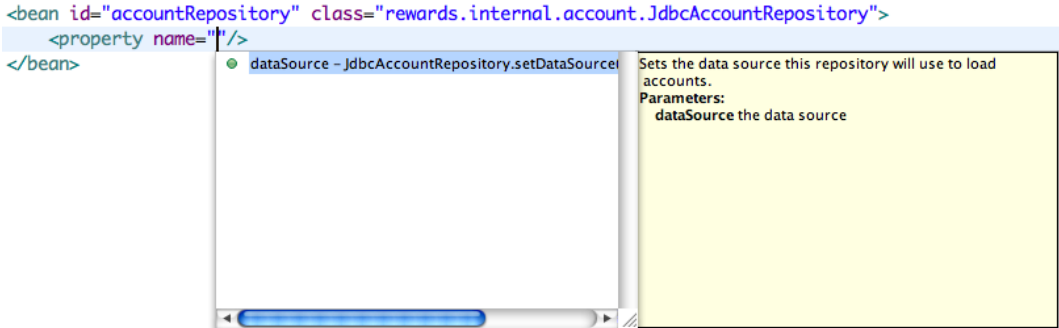 <bean id="accountRepository" class="rewards.internal.account.JdbcAccountRepository">
<property name=""/>
</bean>
dataSource – JdbcAccountRepository.setDataSource(
Sets the data source this repository will use to load
accounts.
Parameters:
dataSource the data source